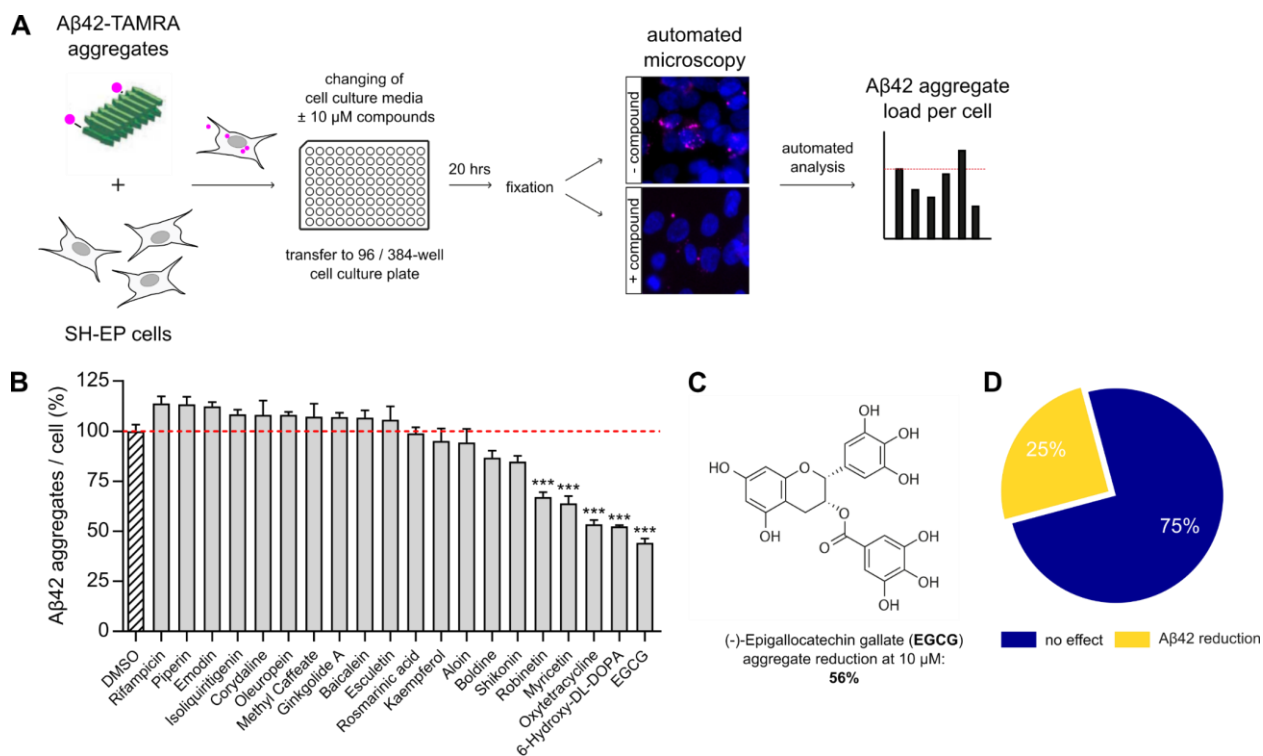 A
Aβ42-TAMRA
aggregates
+
SH-EP cells
changing of
cell culture media
± 10 µM compounds
transfer to 96 / 384-well
cell culture plate
20 hrs
fixation
automated
microscopy
- compound
+ compound
automated
analysis
Aβ42 aggregate
load per cell
B
Aβ42 aggregates / cell (%)
125
100
75
50
25
0
*** *** *** *** ***
DMSO
Rifampicin
Piperin
Emodin
Isoliquiritigenin
Corydaline
Oleuropein
Methyl Caffeate
Ginkgolide A
Baicalein
Esculetin
Rosmarinic acid
Kaempferol
Aloin
Boldine
Shikonin
Robinetin
Myricetin
Oxytetracycline
6-Hydroxy-DL-DOPA
EGCG
C
OH
OH
HO
O
OH
O
OH
O
OH
OH
OH
(-)-Epigallocatechin gallate (EGCG)
aggregate reduction at 10 µM:
56%
D
25%
75%
no effect
Aβ42 reduction